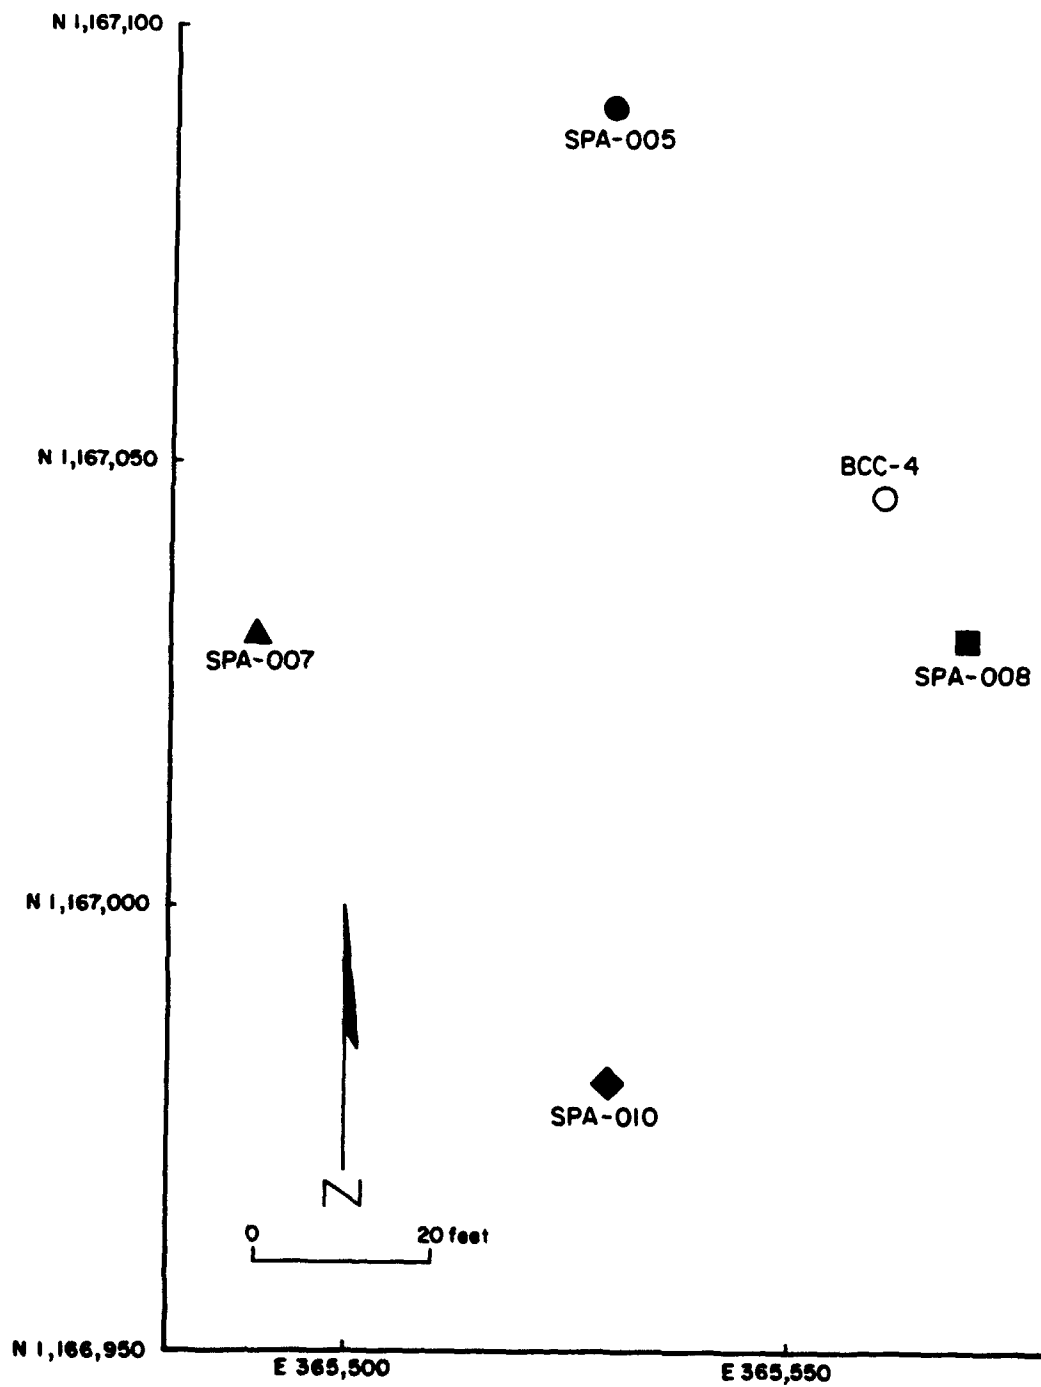 N 1,167,100
SPA-005
N 1,167,050
BCC-4
SPA-007
SPA-008
N 1,167,000
SPA-010
N
0 20 feet
N 1,166,950
E 365,500 E 365,550